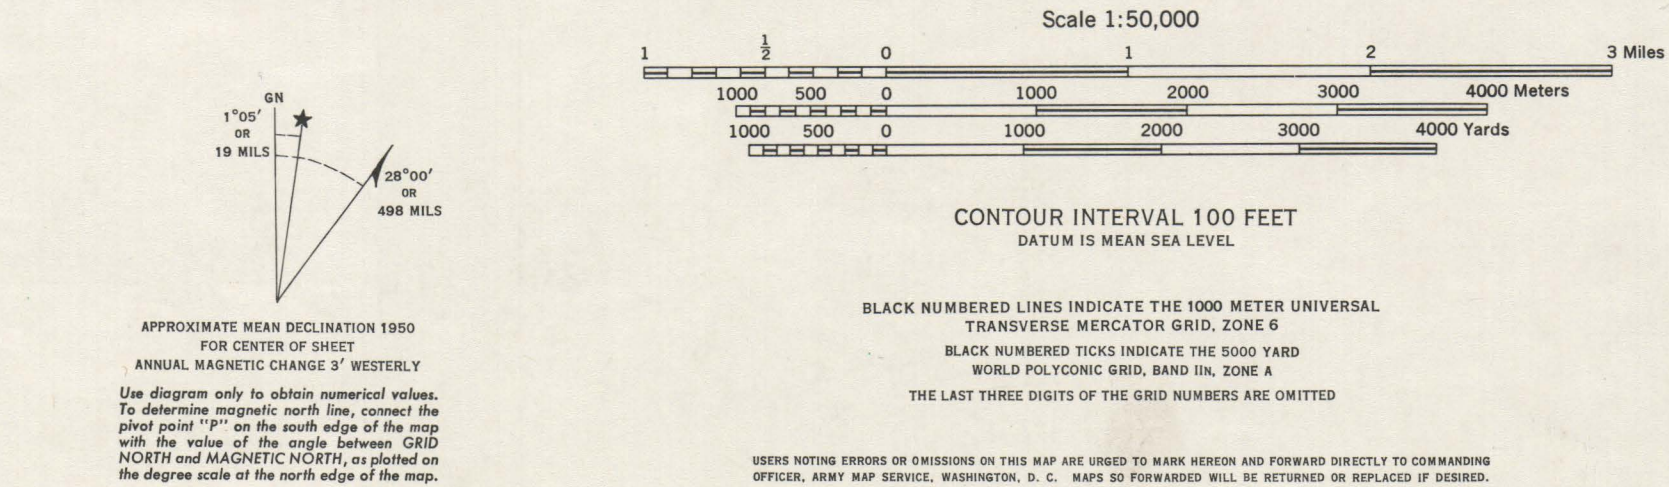 GN
1°05′
OR
19 MILS
28°00′
OR
498 MILS
APPROXIMATE MEAN DECLINATION 1950
FOR CENTER OF SHEET
ANNUAL MAGNETIC CHANGE 3′ WESTERLY
Use diagram only to obtain numerical values.
To determine magnetic north line, connect the
pivot point "P" on the south edge of the map
with the value of the angle between GRID
NORTH and MAGNETIC NORTH, as plotted on
the degree scale at the north edge of the map.
Scale 1:50,000
1 ½ 0 1 2 3 Miles
1000 500 0 1000 2000 3000 4000 Meters
1000 500 0 1000 2000 3000 4000 Yards
CONTOUR INTERVAL 100 FEET
DATUM IS MEAN SEA LEVEL
BLACK NUMBERED LINES INDICATE THE 1000 METER UNIVERSAL
TRANSVERSE MERCATOR GRID, ZONE 6
BLACK NUMBERED TICKS INDICATE THE 5000 YARD
WORLD POLYCONIC GRID, BAND IIN, ZONE A
THE LAST THREE DIGITS OF THE GRID NUMBERS ARE OMITTED
USERS NOTING ERRORS OR OMISSIONS ON THIS MAP ARE URGED TO MARK HEREON AND FORWARD DIRECTLY TO COMMANDING
OFFICER, ARMY MAP SERVICE, WASHINGTON, D. C. MAPS SO FORWARDED WILL BE RETURNED OR REPLACED IF DESIRED.